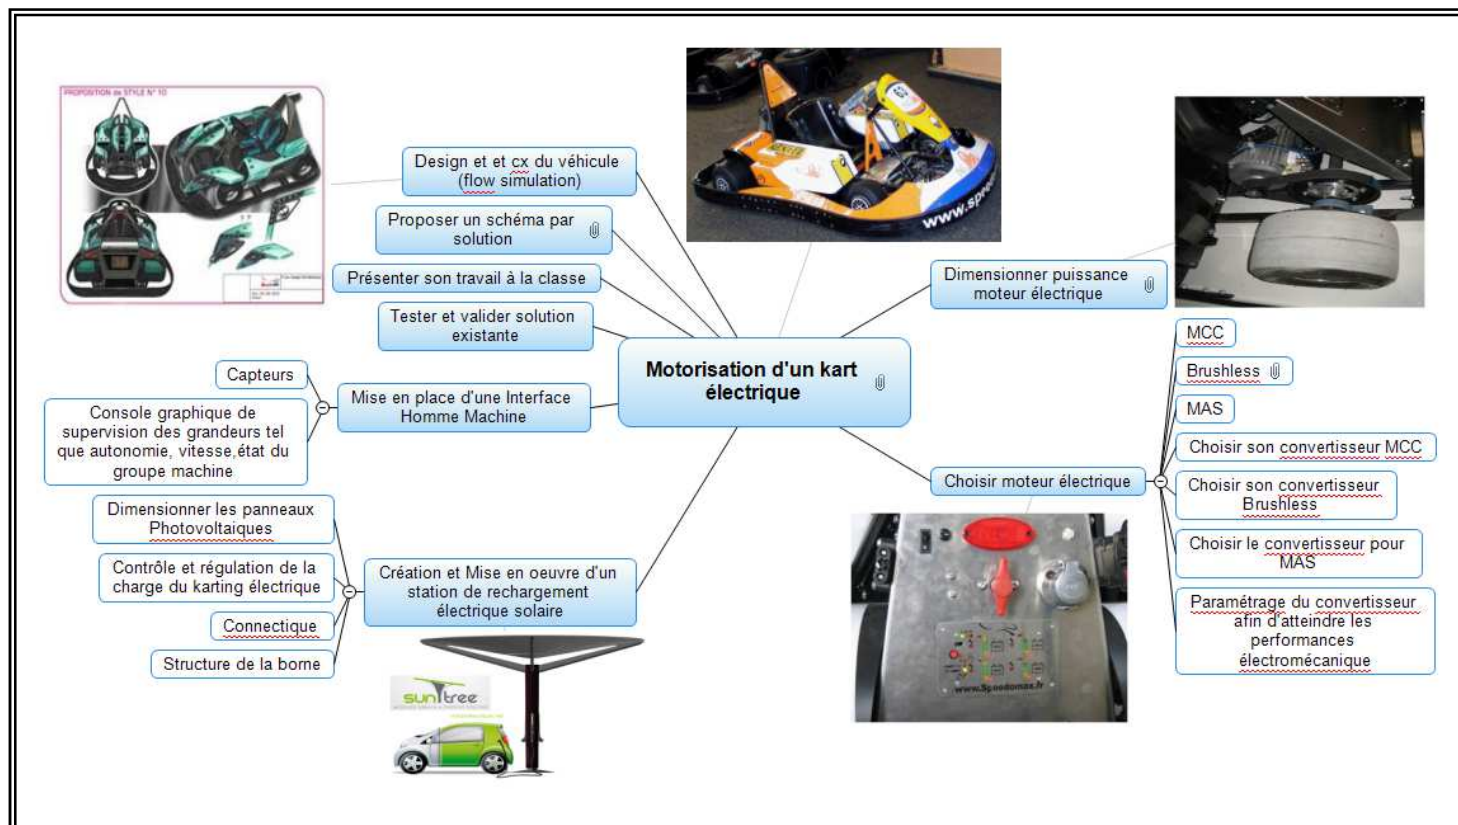 PROPOSITION de STYLE N° 10
Design et et cx du véhicule
(flow simulation)
Proposer un schéma par
solution
Présenter son travail à la classe
Tester et valider solution
existante
Capteurs
Console graphique de
supervision des grandeurs tel
que autonomie, vitesse,état du
groupe machine
Mise en place d'une Interface
Homme Machine
Dimensionner les panneaux
Photovoltaiques
Contrôle et régulation de la
charge du karting électrique
Connectique
Structure de la borne
Création et Mise en oeuvre d'un
station de rechargement
électrique solaire
sun tree
www.spee
Motorisation d'un kart
électrique
Dimensionner puissance
moteur électrique
Choisir moteur électrique
MCC
Brushless
MAS
Choisir son convertisseur MCC
Choisir son convertisseur
Brushless
Choisir le convertisseur pour
MAS
Paramétrage du convertisseur
afin d'atteindre les
performances
électromécanique
www.Speedomax.fr